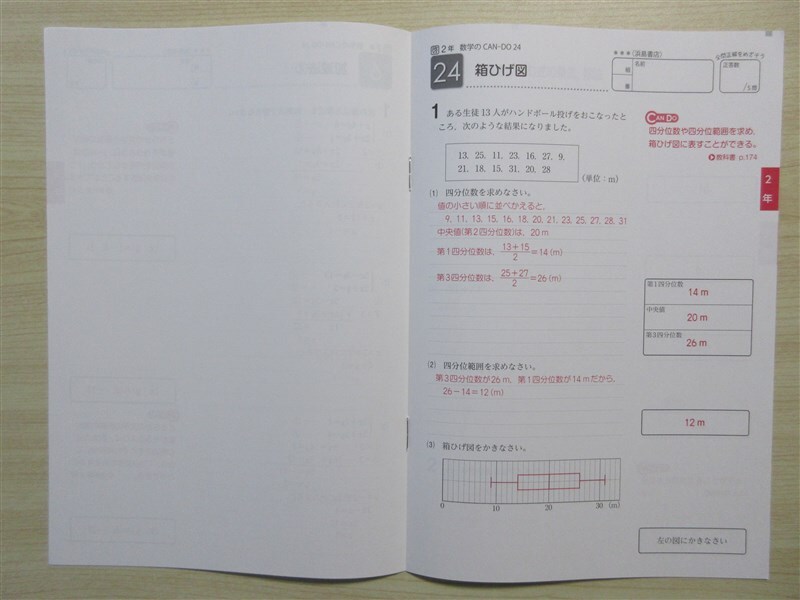 2年 数学のCAN-DO 24
24 箱ひげ図
★★★(浜島書店)
組
番
名前
正答数
/5問
1 ある生徒13人がハンドボール投げをおこなったと
ころ，次のような結果になりました。
13, 25, 11, 23, 16, 27, 9,
21, 18, 15, 31, 20, 28
(単位：m)
CAN DO
四分位数や四分位範囲を求め，
箱ひげ図に表すことができる。
教科書 p.174
2年
(1) 四分位数を求めなさい。
値の小さい順に並べかえると，
9, 11, 13, 15, 16, 18, 20, 21, 23, 25, 27, 28, 31
中央値(第2四分位数)は，20m
第1四分位数は，13+15/2=14(m)
第3四分位数は，25+27/2=26(m)
第1四分位数
14 m
中央値
20 m
第3四分位数
26 m
(2) 四分位範囲を求めなさい。
第3四分位数が26m，第1四分位数が14mだから，
26−14=12(m)
12 m
(3) 箱ひげ図をかきなさい。
0 10 20 30 (m)
左の図にかきなさい